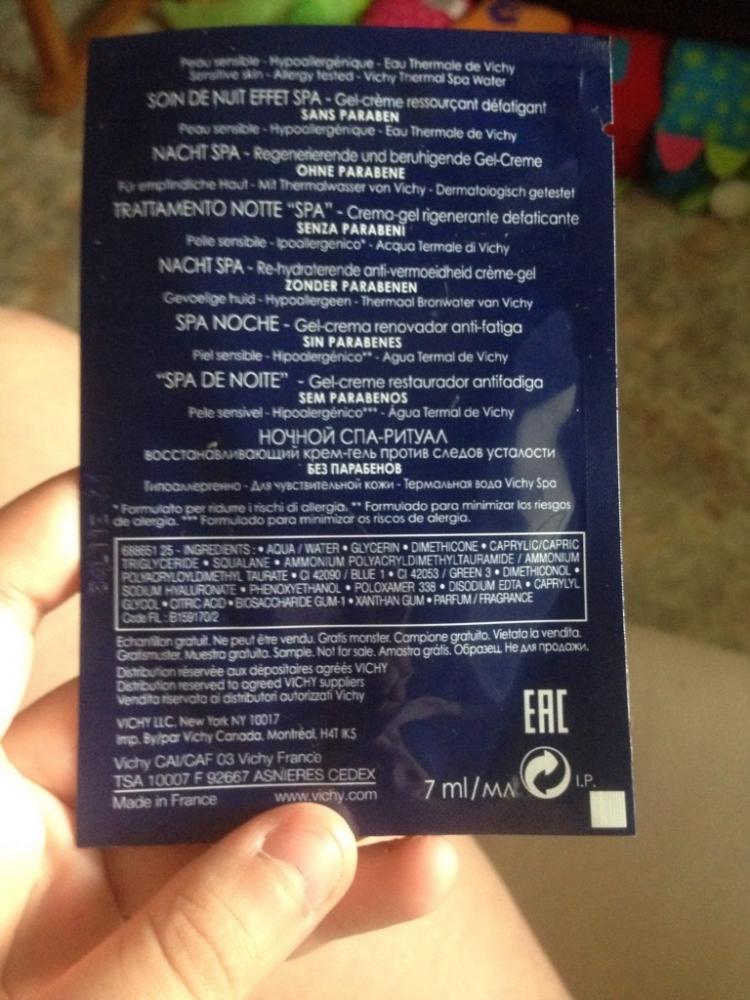 Peau sensible - Hypoallergénique - Eau Thermale de Vichy
Sensitive skin - Allergy tested - Vichy Thermal Spa Water
SOIN DE NUIT EFFET SPA - Gel-crème ressourçant défatigant
SANS PARABEN
Peau sensible - Hypoallergénique - Eau Thermale de Vichy
NACHT SPA - Regenerierende und beruhigende Gel-Creme
OHNE PARABENE
Für empfindliche Haut - Mit Thermalwasser von Vichy - Dermatologisch getestet
TRATTAMENTO NOTTE “SPA” - Crema-gel rigenerante defaticante
SENZA PARABENI
Pelle sensibile - Ipoallergenico* - Acqua Termale di Vichy
NACHT SPA - Re-hydraterende anti-vermoeidheid crème-gel
ZONDER PARABENEN
Gevoelige huid - Hypoallergeen - Thermaal Bronwater van Vichy
SPA NOCHE - Gel-crema renovador anti-fatiga
SIN PARABENES
Piel sensible - Hipoalergénico** - Agua Termal de Vichy
“SPA DE NOITE” - Gel-creme restaurador antifadiga
SEM PARABENOS
Pele sensível - Hipoalergénico*** - Água Termal de Vichy
НОЧНОЙ СПА-РИТУАЛ
восстанавливающий крем-гель против следов усталости
БЕЗ ПАРАБЕНОВ
Гипоаллергенно - Для чувствительной кожи - Термальная вода Vichy Spa
* Formulato per ridurre i rischi di allergia. ** Formulado para minimizar los riesgos
de alergia. *** Formulado para minimizar os riscos de alergia.
688651 25 - INGREDIENTS : • AQUA / WATER • GLYCERIN • DIMETHICONE • CAPRYLIC/CAPRIC
TRIGLYCERIDE • SQUALANE • AMMONIUM POLYACRYLDIMETHYLTAURAMIDE / AMMONIUM
POLYACRYLOYLDIMETHYL TAURATE • CI 42090 / BLUE 1 • CI 42053 / GREEN 3 • DIMETHICONOL •
SODIUM HYALURONATE • PHENOXYETHANOL • POLOXAMER 338 • DISODIUM EDTA • CAPRYLYL
GLYCOL • CITRIC ACID • BIOSACCHARIDE GUM-1 • XANTHAN GUM • PARFUM / FRAGRANCE
Code FIL : B159170/2
Echantillon gratuit. Ne peut être vendu. Gratis monster. Campione gratuito. Vietata la vendita.
Gratismuster. Muestra gratuita. Sample. Not for sale. Amostra grátis. Образец. Не для продажи.
Distribution réservée aux dépositaires agréés VICHY
Distribution reserved to agreed VICHY suppliers
Vendita riservata ai distributori autorizzati Vichy
VICHY LLC. New York NY 10017
Imp. By/par Vichy Canada. Montréal, H4T 1K5
EAC
Vichy CAI/CAF 03 Vichy France
TSA 10007 F 92667 ASNIERES CEDEX
7 ml/мл
I.P.
Made in France
www.vichy.com